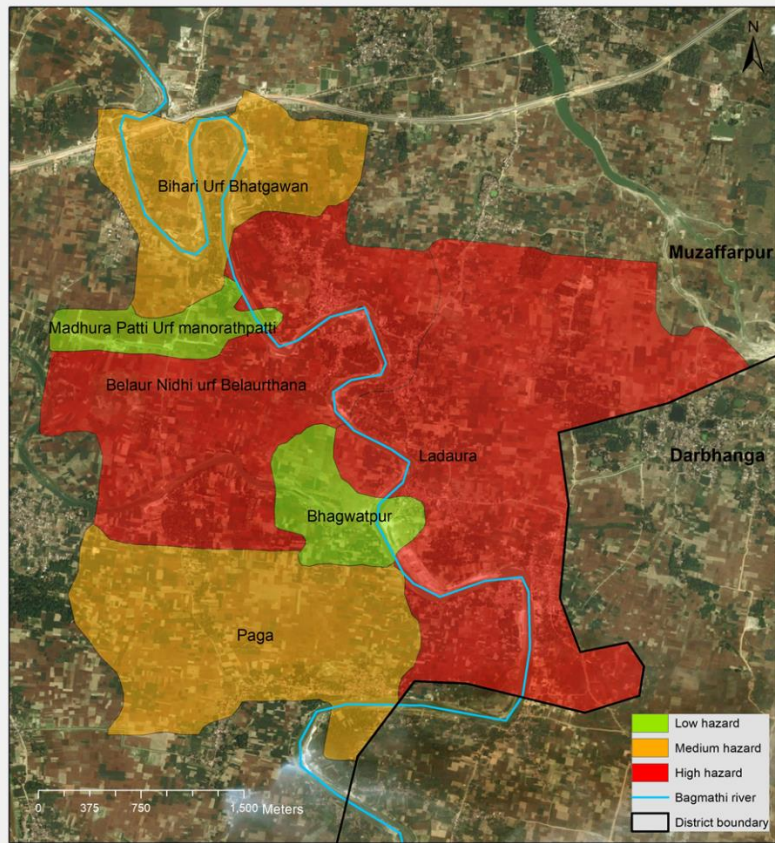 N
Bihari Urf Bhatgawan
Muzaffarpur
Madhura Patti Urf manorathpatti
Belaur Nidhi urf Belaurthana
Ladaura
Darbhanga
Bhagwatpur
Paga
Low hazard
Medium hazard
High hazard
Bagmathi river
District boundary
0 375 750 1,500 Meters